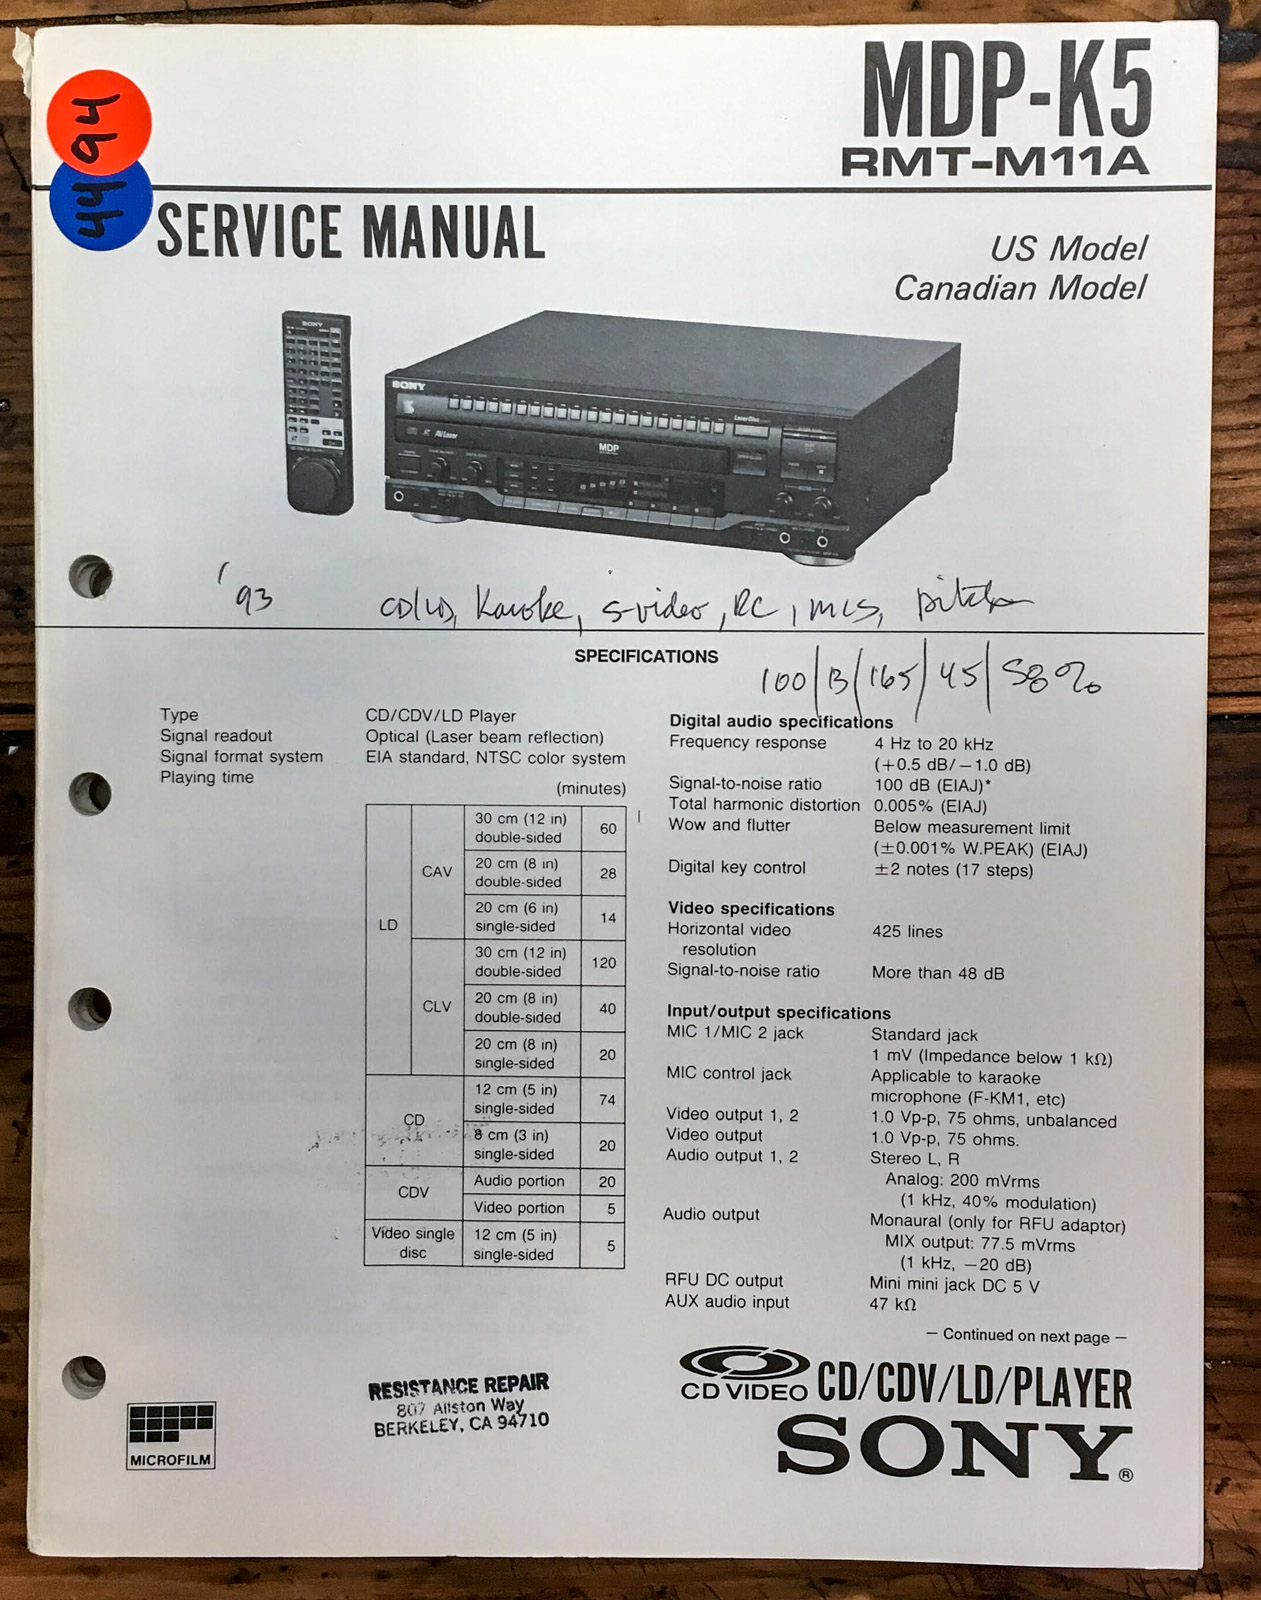 MDP-K5
RMT-M11A
94
44
SERVICE MANUAL
US Model
Canadian Model
SONY
SONY
LaserDisc
MDP
'93 CD/LD, Karaoke, s-video, RC, mcs, pitch
SPECIFICATIONS
100/13/165/45/58%
Type CD/CDV/LD Player
Signal readout Optical (Laser beam reflection)
Signal format system EIA standard, NTSC color system
Playing time
(minutes)
LD
CAV
30 cm (12 in) double-sided 60
20 cm (8 in) double-sided 28
20 cm (6 in) single-sided 14
CLV
30 cm (12 in) double-sided 120
20 cm (8 in) double-sided 40
20 cm (8 in) single-sided 20
CD
12 cm (5 in) single-sided 74
8 cm (3 in) single-sided 20
CDV
Audio portion 20
Video portion 5
Video single disc
12 cm (5 in) single-sided 5
Digital audio specifications
Frequency response 4 Hz to 20 kHz
(+0.5 dB/−1.0 dB)
Signal-to-noise ratio 100 dB (EIAJ)*
Total harmonic distortion 0.005% (EIAJ)
Wow and flutter Below measurement limit
(±0.001% W.PEAK) (EIAJ)
Digital key control ±2 notes (17 steps)
Video specifications
Horizontal video 425 lines
resolution
Signal-to-noise ratio More than 48 dB
Input/output specifications
MIC 1/MIC 2 jack Standard jack
1 mV (Impedance below 1 kΩ)
MIC control jack Applicable to karaoke
microphone (F-KM1, etc)
Video output 1, 2 1.0 Vp-p, 75 ohms, unbalanced
Video output 1.0 Vp-p, 75 ohms.
Audio output 1, 2 Stereo L, R
Analog: 200 mVrms
(1 kHz, 40% modulation)
Audio output Monaural (only for RFU adaptor)
MIX output: 77.5 mVrms
(1 kHz, −20 dB)
RFU DC output Mini mini jack DC 5 V
AUX audio input 47 kΩ
— Continued on next page —
CD VIDEO CD/CDV/LD/PLAYER
SONY®
RESISTANCE REPAIR
807 Allston Way
BERKELEY, CA 94710
MICROFILM